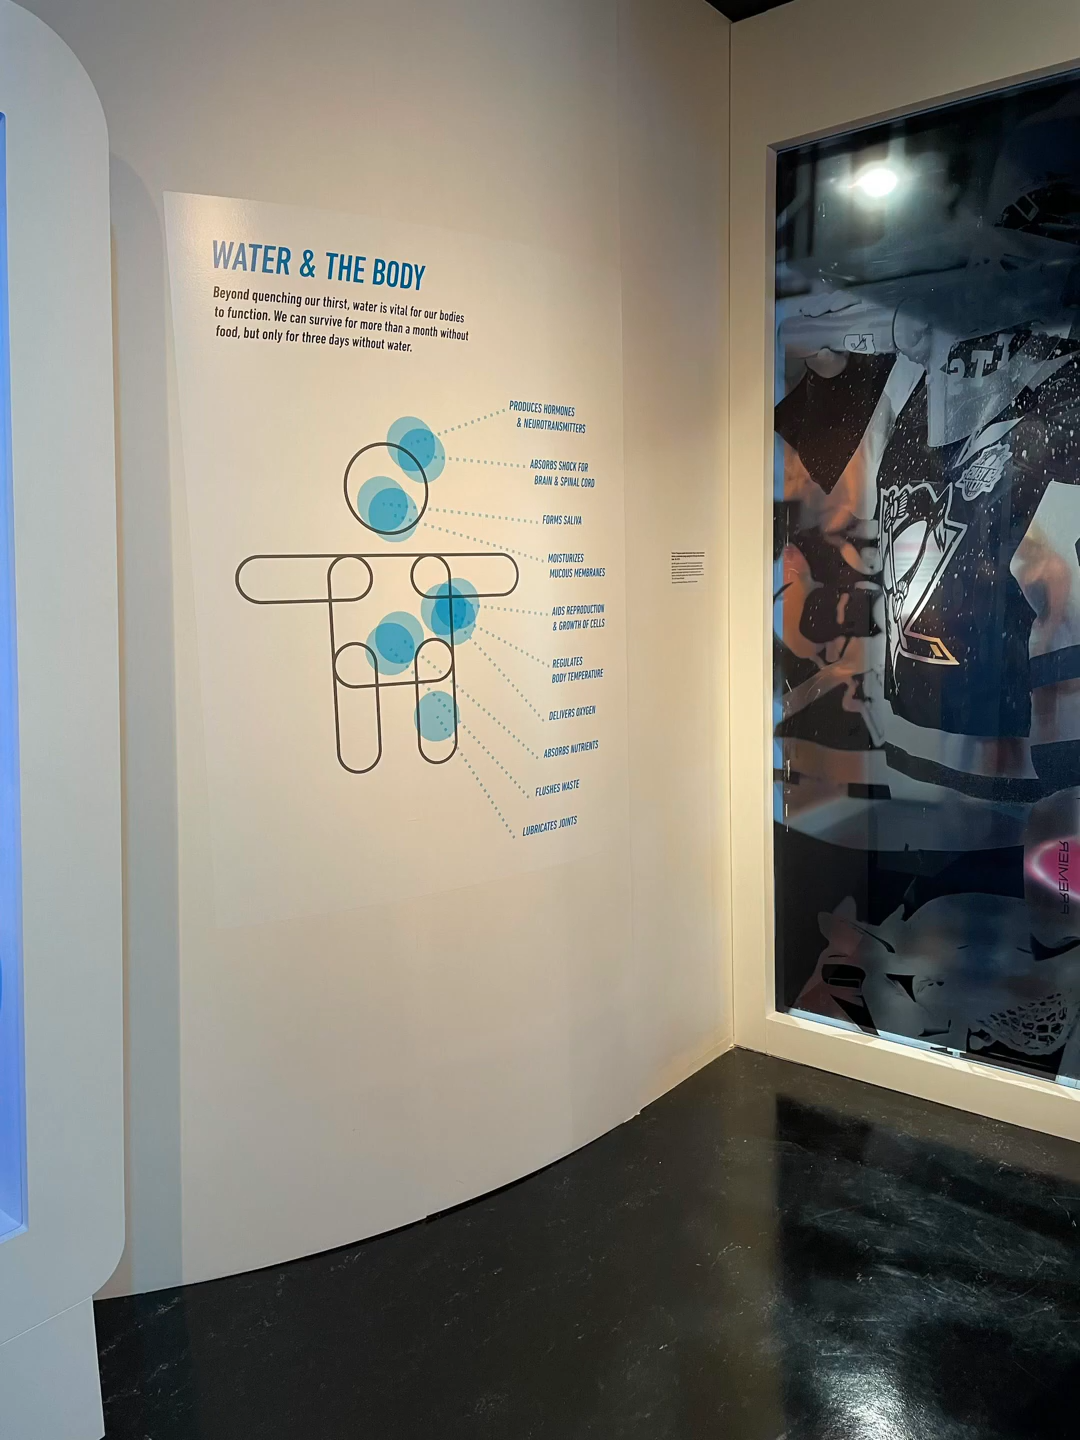 WATER & THE BODY
Beyond quenching our thirst, water is vital for our bodies
to function. We can survive for more than a month without
food, but only for three days without water.
PRODUCES HORMONES
& NEUROTRANSMITTERS
ABSORBS SHOCK FOR
BRAIN & SPINAL CORD
FORMS SALIVA
MOISTURIZES
MUCOUS MEMBRANES
AIDS REPRODUCTION
& GROWTH OF CELLS
REGULATES
BODY TEMPERATURE
DELIVERS OXYGEN
ABSORBS NUTRIENTS
FLUSHES WASTE
LUBRICATES JOINTS
PREMIER